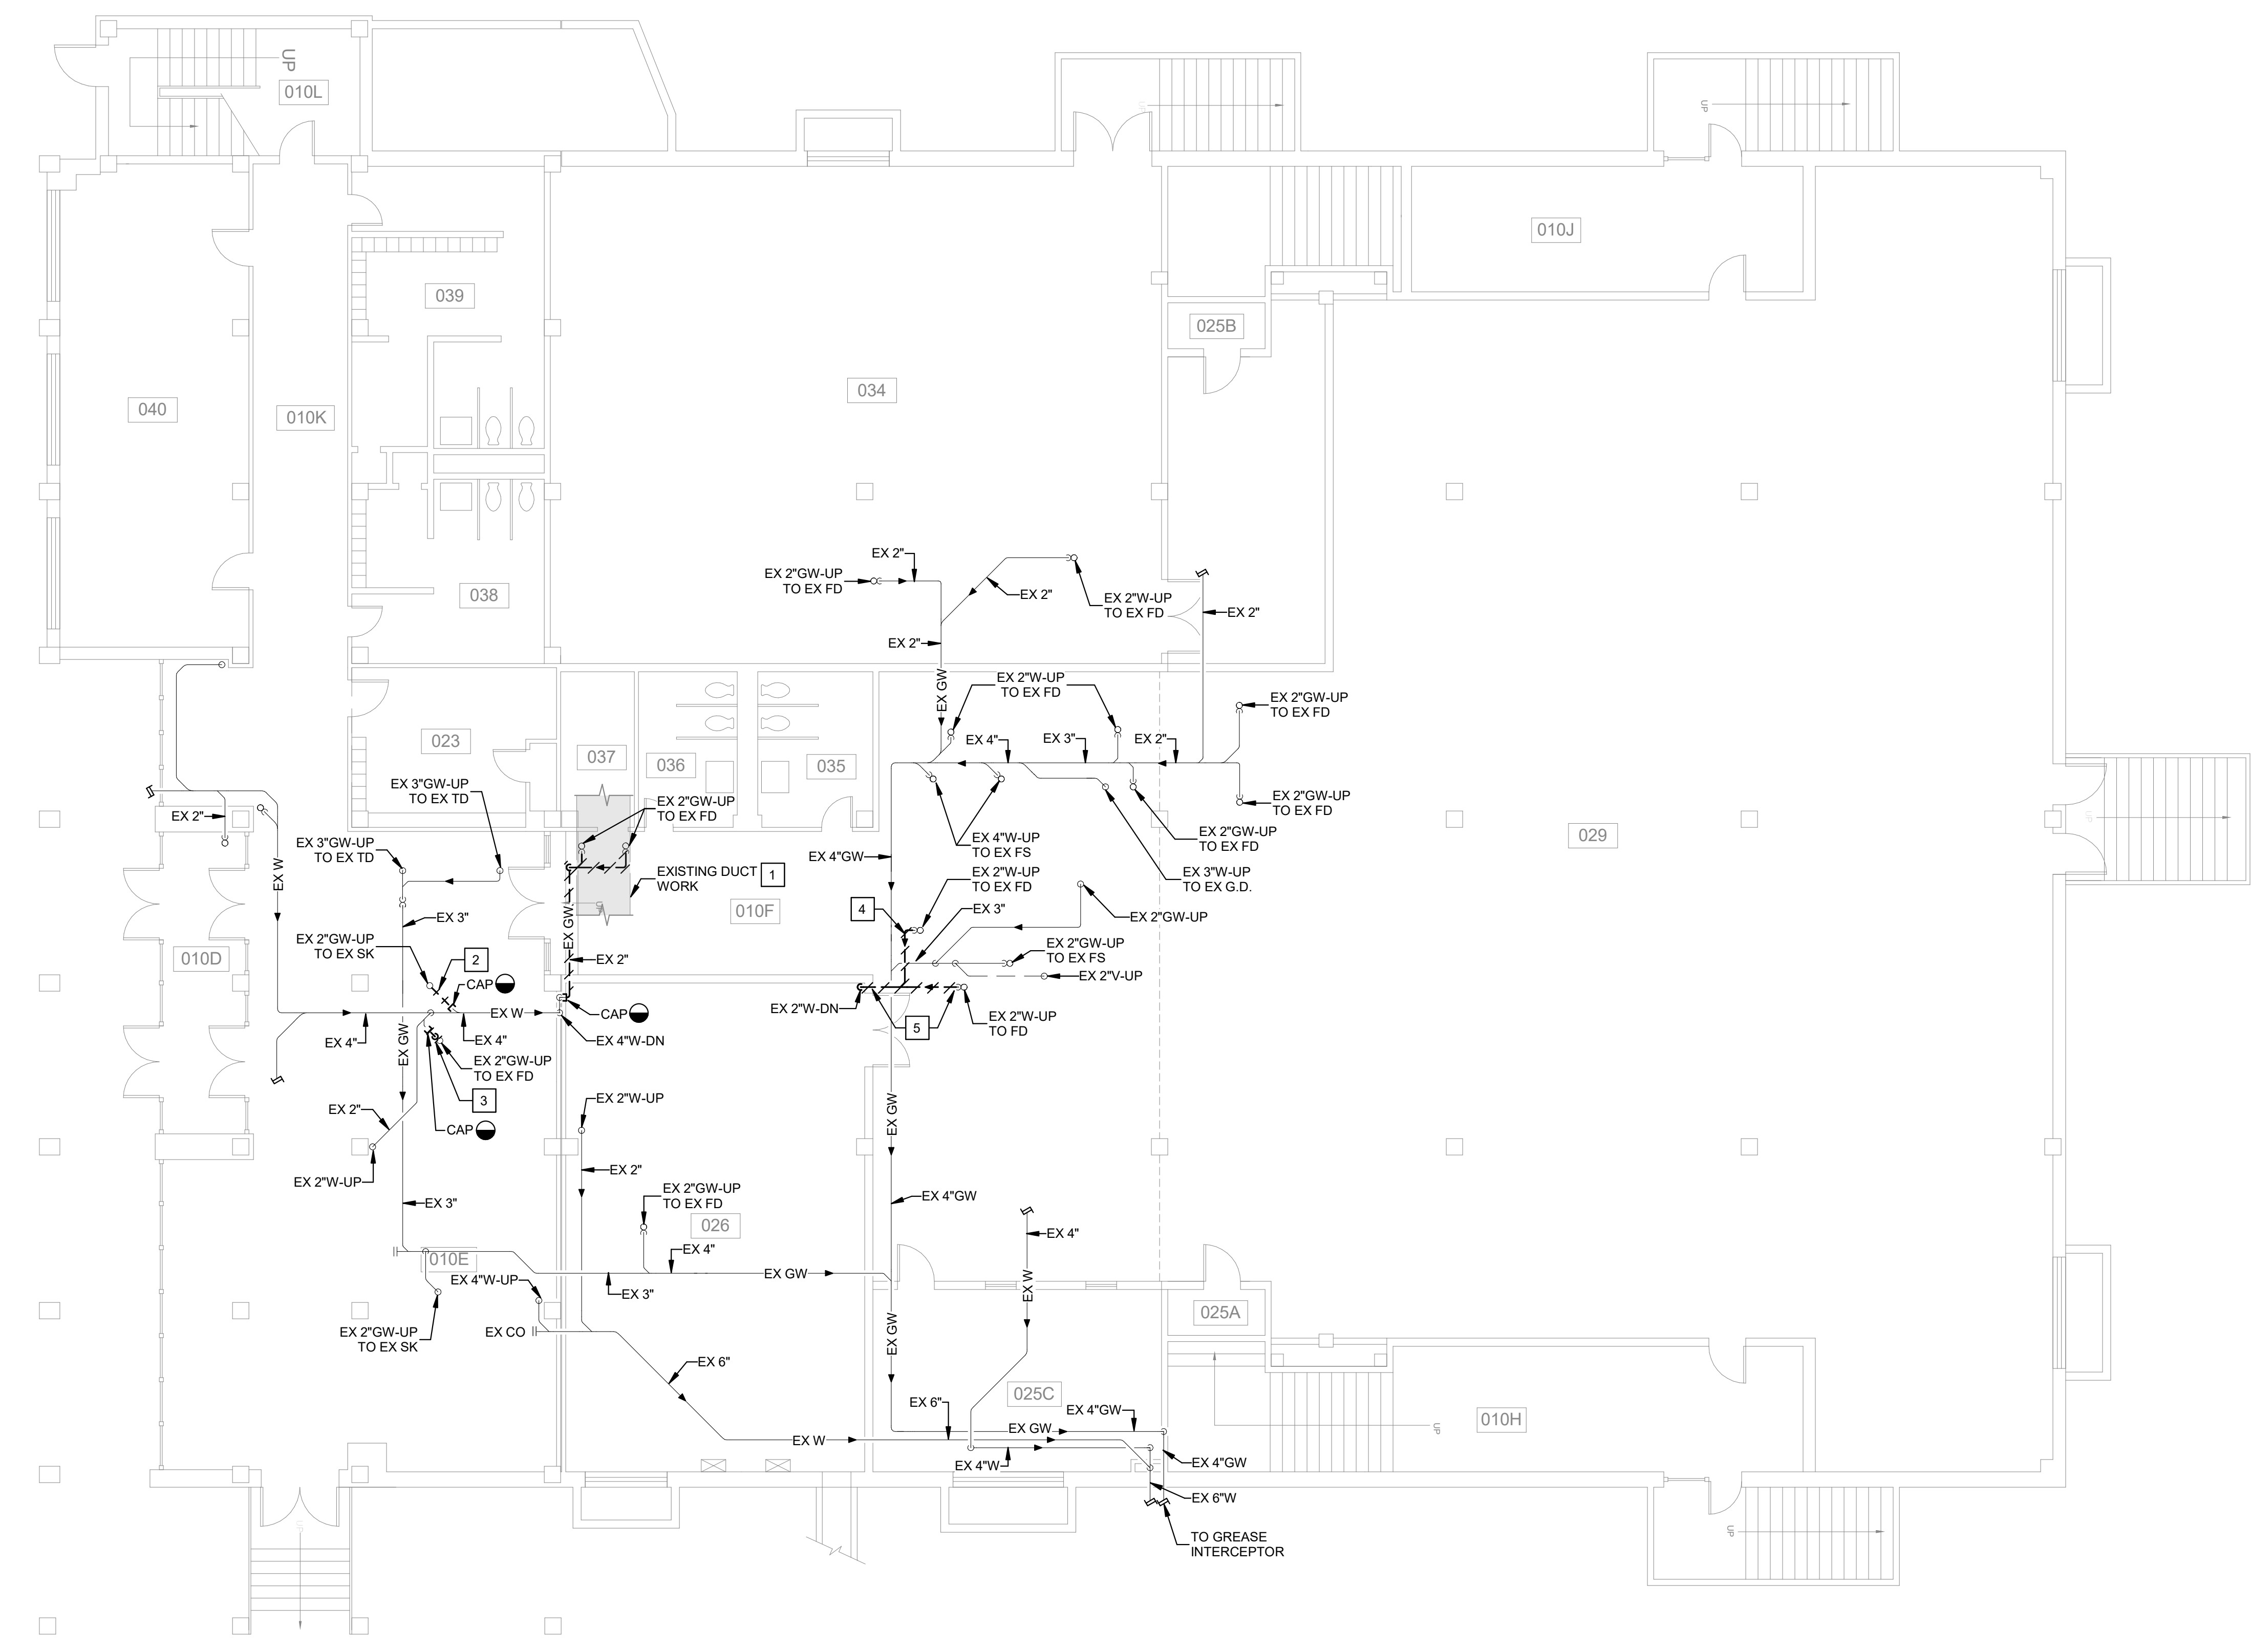 UP
010L
UP
UP
010J
039
025B
034
040
010K
EX 2"
EX 2"GW-UP
TO EX FD
EX 2"
EX 2"W-UP
TO EX FD
EX 2"
038
EX 2"
EX GW
EX 2"W-UP
TO EX FD
EX 2"GW-UP
TO EX FD
023
037
036
035
EX 4"
EX 3"
EX 2"
EX 3"GW-UP
TO EX TD
EX 2"GW-UP
TO EX FD
EX 2"GW-UP
TO EX FD
EX 2"
EX 4"W-UP
TO EX FS
EX 2"GW-UP
TO EX FD
029
UP
EX 3"GW-UP
TO EX TD
EX 4"GW
EXISTING DUCT
WORK
1
EX 2"W-UP
TO EX FD
EX 3"W-UP
TO EX G.D.
EX W
UP
010F
4
EX 3"
EX 3"
EX 2"GW-UP
EX GW
EX 2"GW-UP
TO EX SK
2
EX 2"GW-UP
TO EX FS
010D
EX 2"
EX 2"V-UP
CAP
EX 2"W-DN
EX W
CAP
5
EX 2"W-UP
TO FD
EX 4"
EX GW
EX 4"
EX 4"W-DN
EX 2"GW-UP
TO EX FD
3
EX 2"W-UP
EX 2"
CAP
EX GW
EX 2"
EX 2"W-UP
EX 2"GW-UP
TO EX FD
EX 4"GW
EX 3"
026
EX 4"
EX 4"
010E
EX GW
EX W
EX 4"W-UP
EX 3"
025A
EX 2"GW-UP
TO EX SK
EX CO
EX GW
EX 6"
025C
EX 6"
EX 4"GW
010H
UP
EX GW
EX W
EX 4"W
EX 4"GW
EX 6"W
UP
UP
TO GREASE
INTERCEPTOR